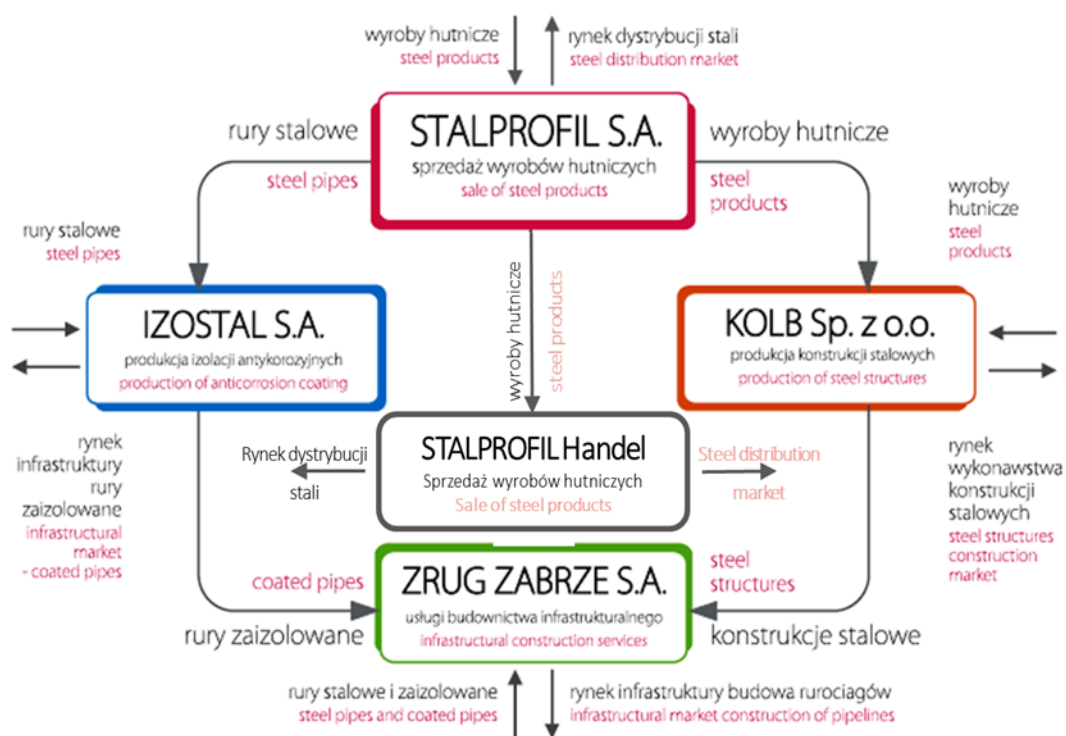 wyroby hutnicze
steel products
rynek dystrybucji stali
steel distribution market
STALPROFIL S.A.
sprzedaż wyrobów hutniczych
sale of steel products
rury stalowe
steel pipes
wyroby hutnicze
steel
products
rury stalowe
steel pipes
wyroby
hutnicze
steel
products
wyroby hutnicze
steel products
IZOSTAL S.A.
produkcja izolacji antykorozyjnych
production of anticorrosion coating
KOLB Sp. z o.o.
produkcja konstrukcji stalowych
production of steel structures
rynek
infrastruktury
rury
zaizolowane
infrastructural
market
- coated pipes
Rynek dystrybucji
stali
STALPROFIL Handel
Sprzedaż wyrobów hutniczych
Sale of steel products
Steel distribution
market
rynek
wykonawstwa
konstrukcji
stalowych
steel structures
construction
market
coated pipes
rury zaizolowane
ZRUG ZABRZE S.A.
usługi budownictwa infrastrukturalnego
infrastructural construction services
steel
structures
konstrukcje stalowe
rury stalowe i zaizolowane
steel pipes and coated pipes
rynek infrastruktury budowa rurociągów
infrastructural market construction of pipelines